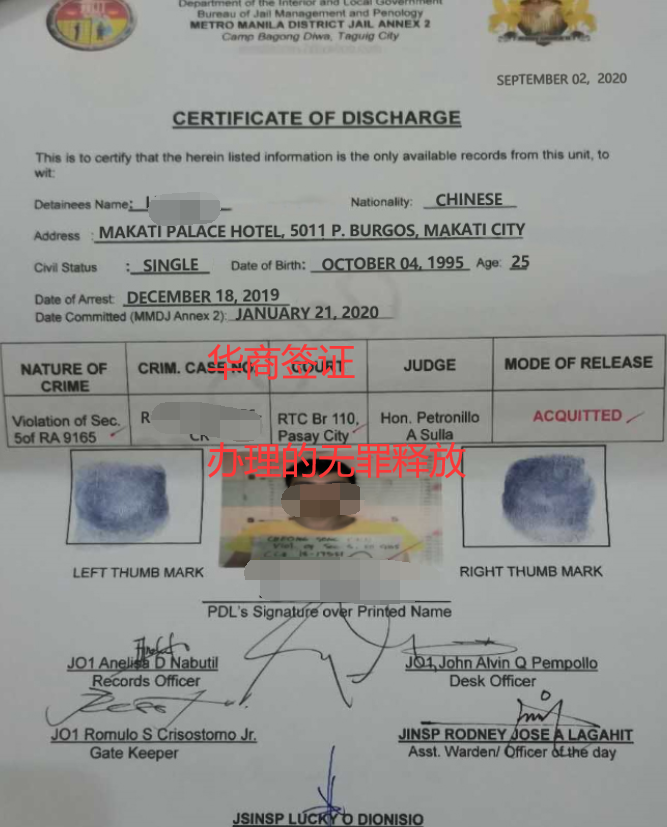 Department of the Interior and Local Government
Bureau of Jail Management and Penology
METRO MANILA DISTRICT JAIL ANNEX 2
Camp Bagong Diwa, Taguig City
SEPTEMBER 02, 2020
CERTIFICATE OF DISCHARGE
This is to certify that the herein listed information is the only available records from this unit, to
wit:
Detainees Name: Nationality: CHINESE
Address : MAKATI PALACE HOTEL, 5011 P. BURGOS, MAKATI CITY
Civil Status : SINGLE Date of Birth: OCTOBER 04, 1995 Age: 25
Date of Arrest: DECEMBER 18, 2019
Date Committed (MMDJ Annex 2): JANUARY 21, 2020
华商签证
NATURE OF CRIME CRIM. CASE NO COURT JUDGE MODE OF RELEASE
Violation of Sec. 5of RA 9165 R RTC Br 110, Pasay City Hon. Petronillo A Sulla ACQUITTED
办理的无罪释放
LEFT THUMB MARK RIGHT THUMB MARK
PDL's Signature over Printed Name
JO1 Anelisa D Nabutil JO1 John Alvin Q Pempollo
Records Officer Desk Officer
JO1 Romulo S Crisostomo Jr. JINSP RODNEY JOSE A LAGAHIT
Gate Keeper Asst. Warden/ Officer of the day
JSINSP LUCKY O DIONISIO